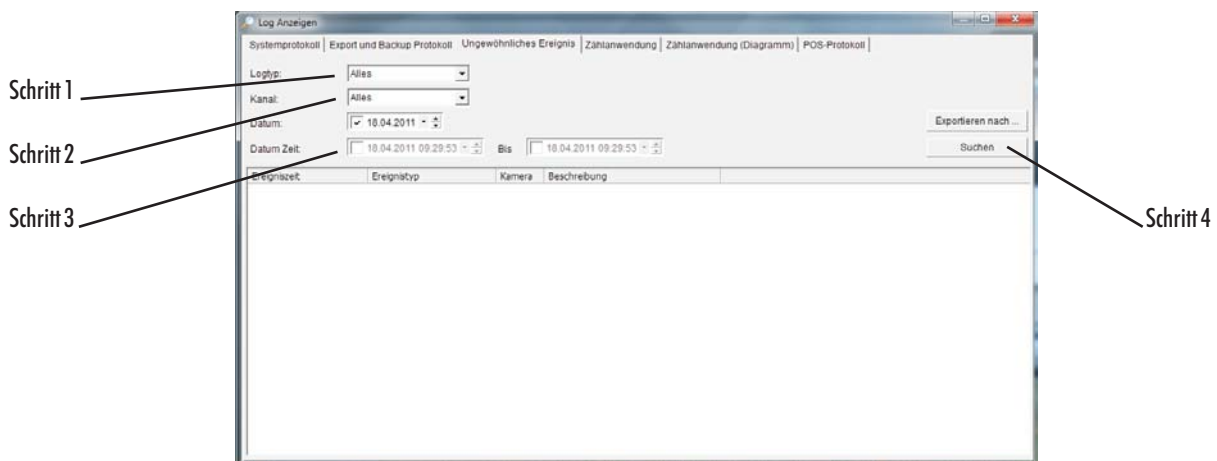 Log Anzeigen
Systemprotokoll Export und Backup Protokoll Ungewöhnliches Ereignis Zählanwendung Zählanwendung (Diagramm) POS-Protokoll
Schritt 1
Logtyp: Alles
Kanal: Alles
Datum: 18.04.2011 Exportieren nach ...
Schritt 2
Datum Zeit: 18.04.2011 09:29:53 Bis 18.04.2011 09:29:53 Suchen
Ereigniszeit Ereignistyp Kamera Beschreibung
Schritt 3
Schritt 4